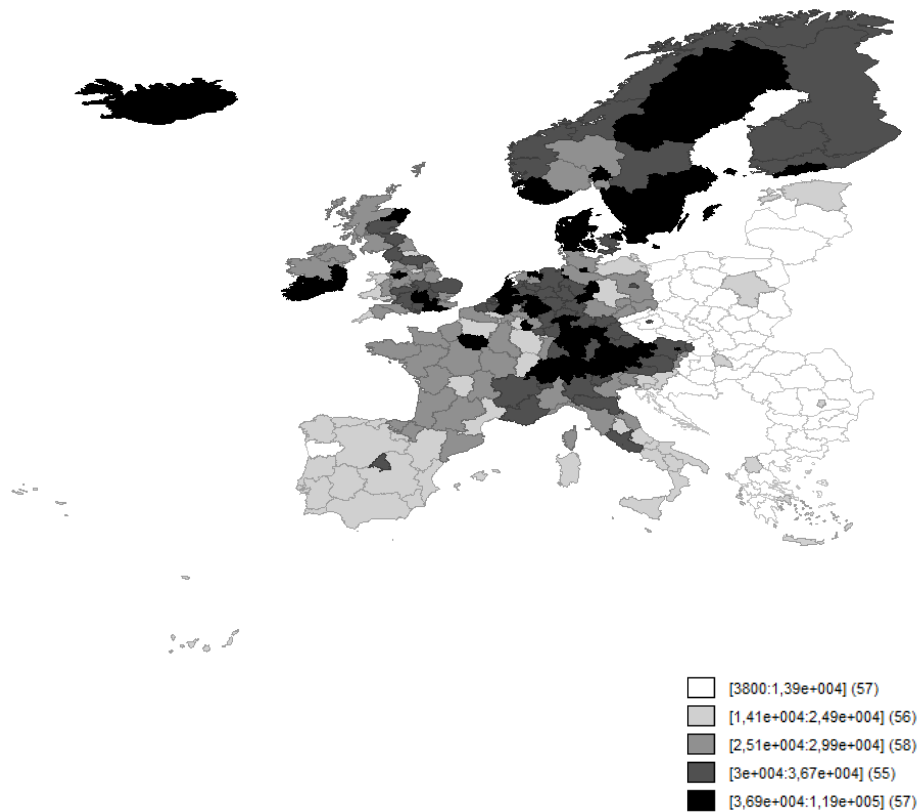 [3800:1,39e+004] (57)
[1,41e+004:2,49e+004] (56)
[2,51e+004:2,99e+004] (58)
[3e+004:3,67e+004] (55)
[3,69e+004:1,19e+005] (57)